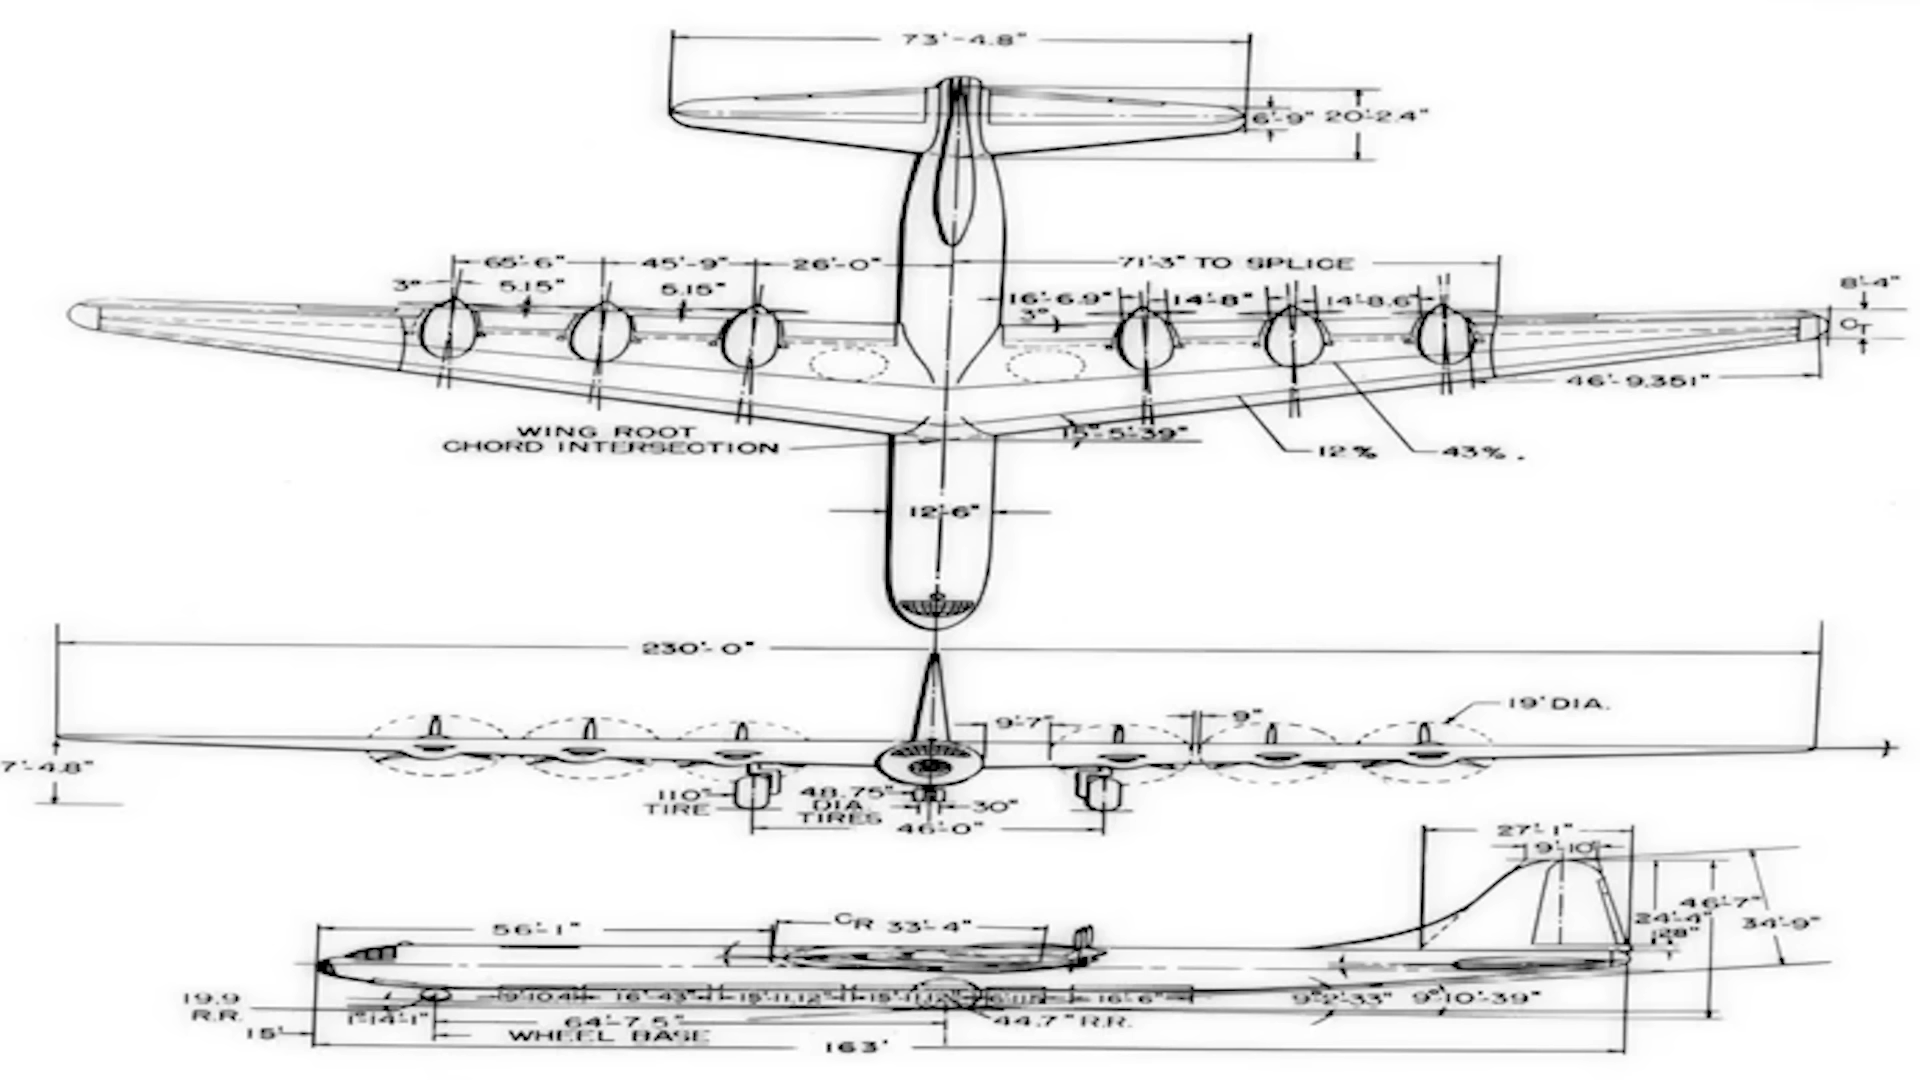 73'-4.8"
6'-9" 20'-2.4"
65'-6" 45'-9" 26'-0" 71'-3" TO SPLICE
3° 5.15" 5.15" 16'-6.9" 14'-8" 14'-8.6"
8'-4"
3°
CT
46'-9.351"
WING ROOT
CHORD INTERSECTION
15°-5'-39"
12% 43%.
12'-6"
230'-0"
19' DIA.
9'-7" 9"
7'-4.8"
110"
TIRE
48.75"
DIA.
TIRES
30"
46'-0"
27'-1"
9'-10"
46'-7"
24'-4"
34'-9"
28"
56'-1" CR 33'-4"
9'-10.4" 16'-4.3" 15'-11.12" 15'-11.12" 16'-6"
9°-2'-33" 9°-10'-39"
19.9
R.R.
1'-14'-1"
64'-7.5"
44.7" R.R.
15'
WHEEL BASE
163'